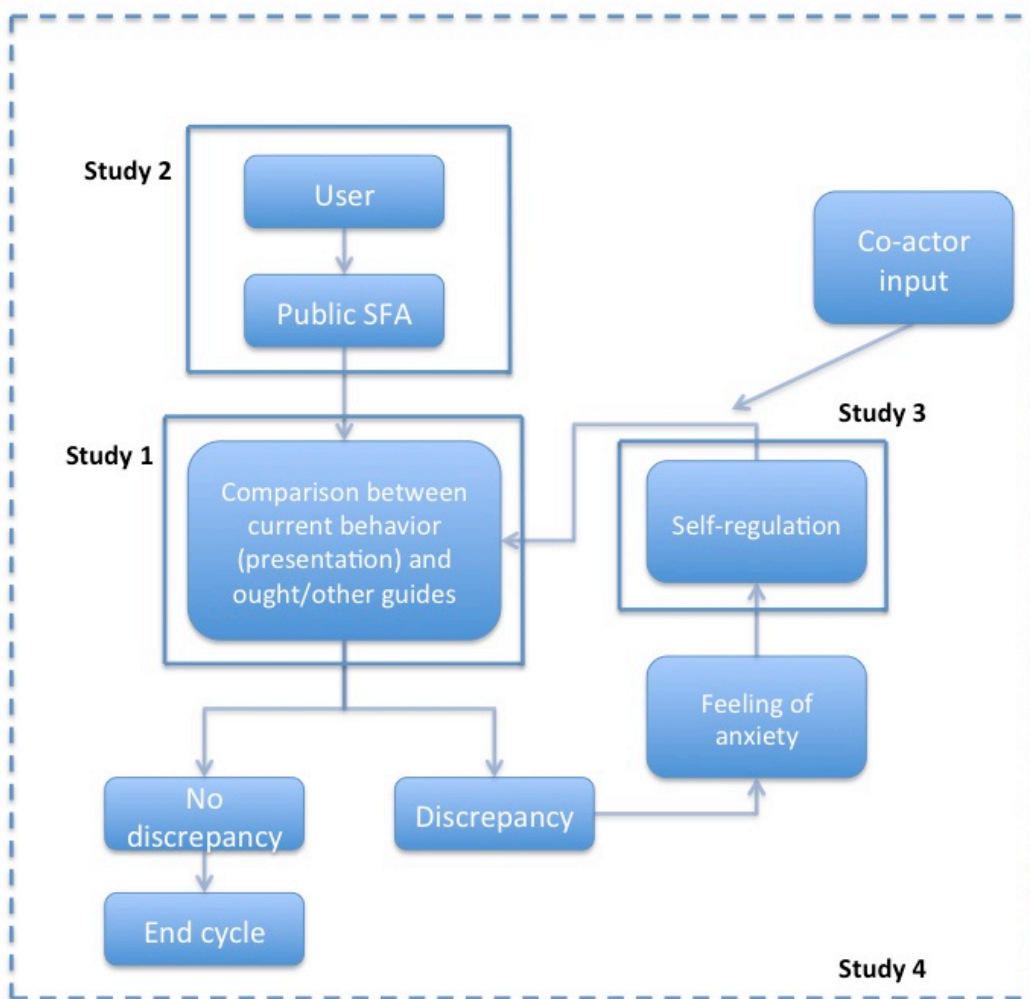 Study 2
User
Public SFA
Co-actor
input
Study 1
Comparison between
current behavior
(presentation) and
ought/other guides
Study 3
Self-regulation
Feeling of
anxiety
No
discrepancy
Discrepancy
End cycle
Study 4